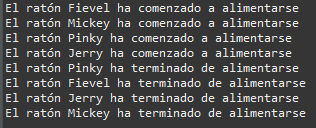 El ratón Fievel ha comenzado a alimentarse
El ratón Mickey ha comenzado a alimentarse
El ratón Pinky ha comenzado a alimentarse
El ratón Jerry ha comenzado a alimentarse
El ratón Pinky ha terminado de alimentarse
El ratón Fievel ha terminado de alimentarse
El ratón Jerry ha terminado de alimentarse
El ratón Mickey ha terminado de alimentarse